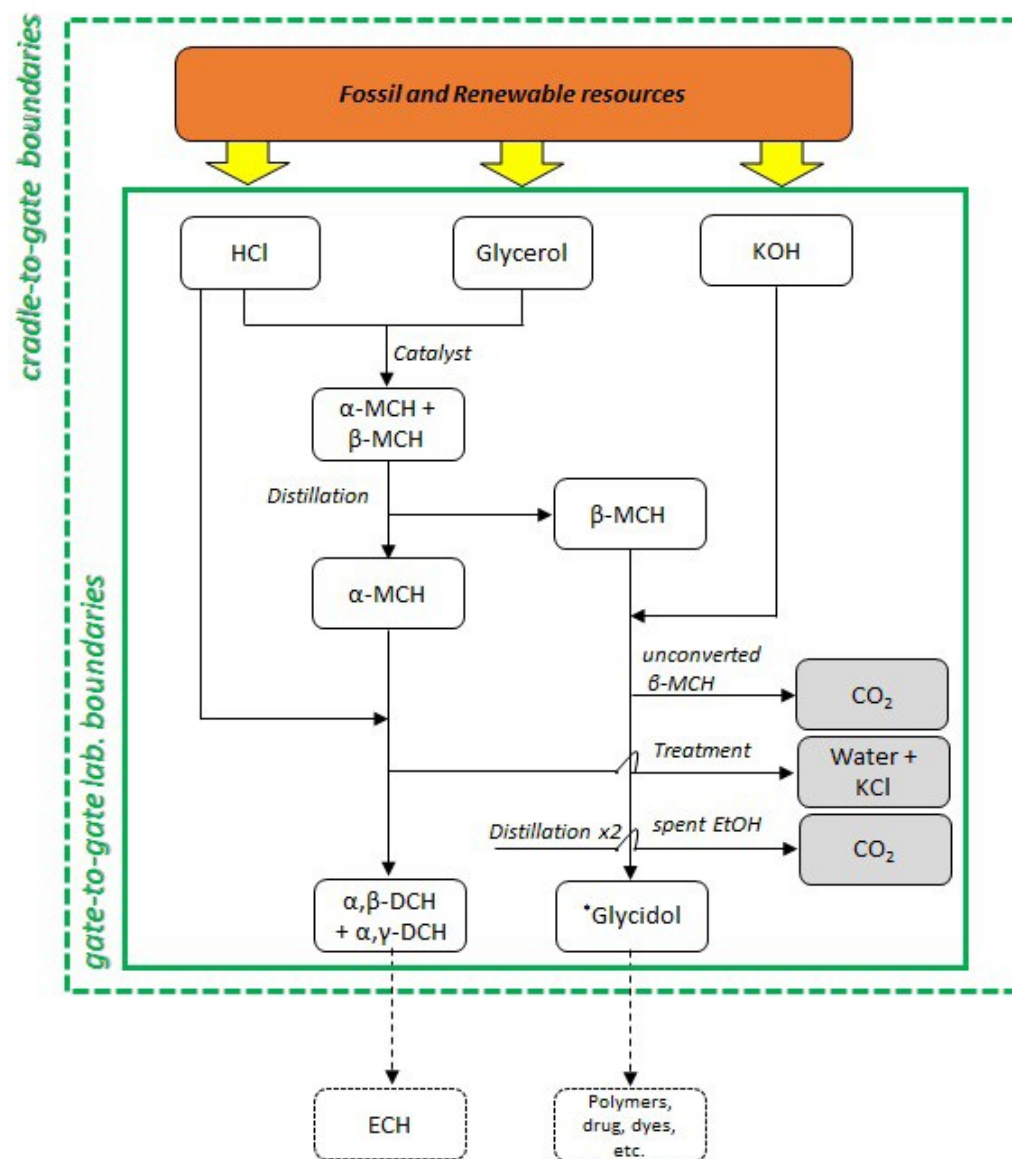 Fossil and Renewable resources
cradle-to-gate boundaries
HCl
Glycerol
KOH
Catalyst
α-MCH +
β-MCH
Distillation
β-MCH
α-MCH
gate-to-gate lab. boundaries
unconverted
β-MCH
CO₂
Treatment
Water +
KCl
Distillation x2
spent EtOH
CO₂
α,β-DCH
+ α,γ-DCH
*Glycidol
ECH
Polymers,
drug, dyes,
etc.